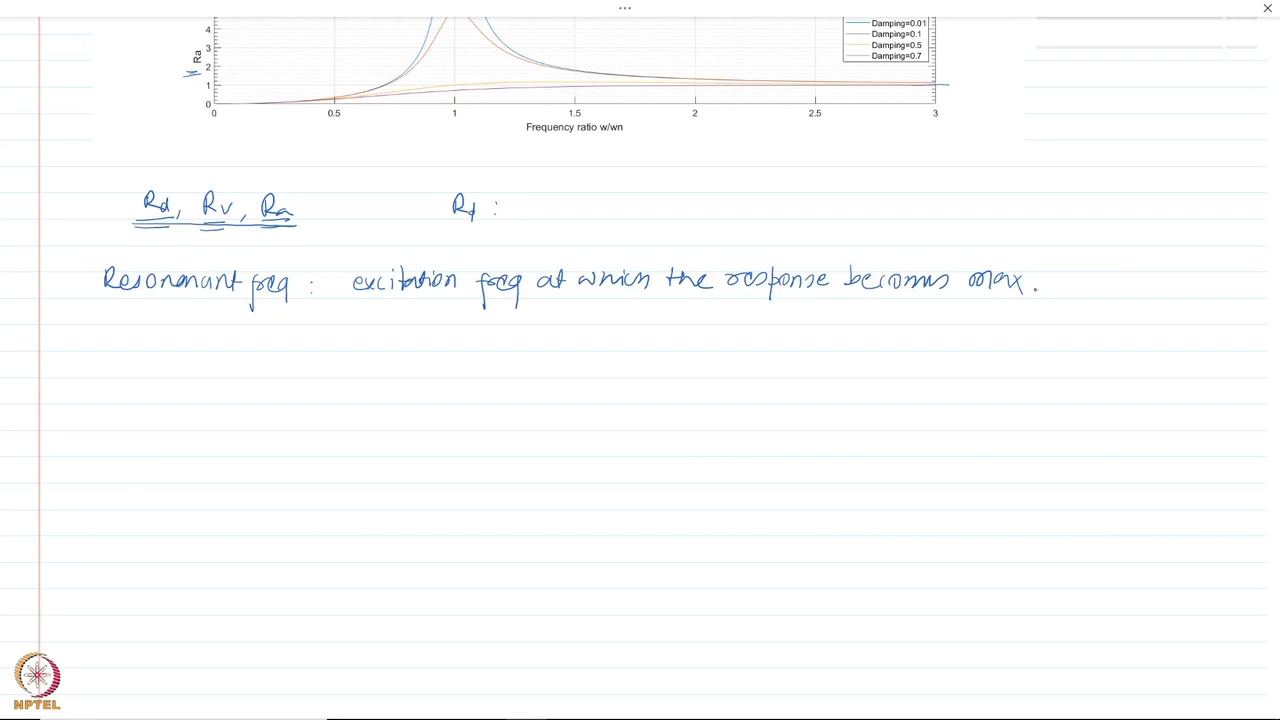 Damping=0.01
4
Damping=0.1
3
Damping=0.5
Ra
Damping=0.7
2
1
0
0 0.5 1 1.5 2 2.5 3
Frequency ratio w/wn
Rd, Rv, Ra Rd :
Resonant freq : excitation freq at which the response becomes max.
NPTEL